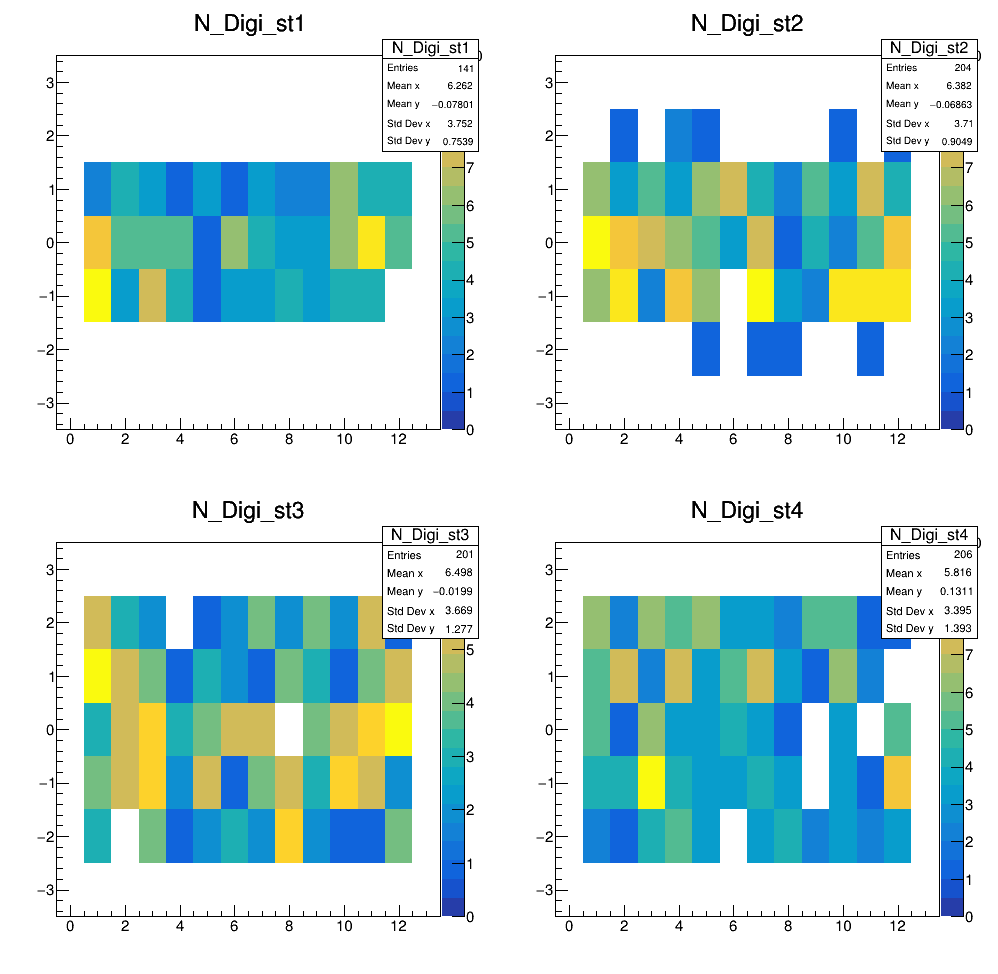 N_Digi_st1
N_Digi_st1
Entries 141
Mean x 6.262
Mean y −0.07801
Std Dev x 3.752
Std Dev y 0.7539
3
2
1
0
−1
−2
−3
0 2 4 6 8 10 12
7
6
5
4
3
2
1
0
N_Digi_st2
N_Digi_st2
Entries 204
Mean x 6.382
Mean y −0.06863
Std Dev x 3.71
Std Dev y 0.9049
3
2
1
0
−1
−2
−3
0 2 4 6 8 10 12
7
6
5
4
3
2
1
0
N_Digi_st3
N_Digi_st3
Entries 201
Mean x 6.498
Mean y −0.0199
Std Dev x 3.669
Std Dev y 1.277
3
2
1
0
−1
−2
−3
0 2 4 6 8 10 12
5
4
3
2
1
0
N_Digi_st4
N_Digi_st4
Entries 206
Mean x 5.816
Mean y 0.1311
Std Dev x 3.395
Std Dev y 1.393
3
2
1
0
−1
−2
−3
0 2 4 6 8 10 12
7
6
5
4
3
2
1
0